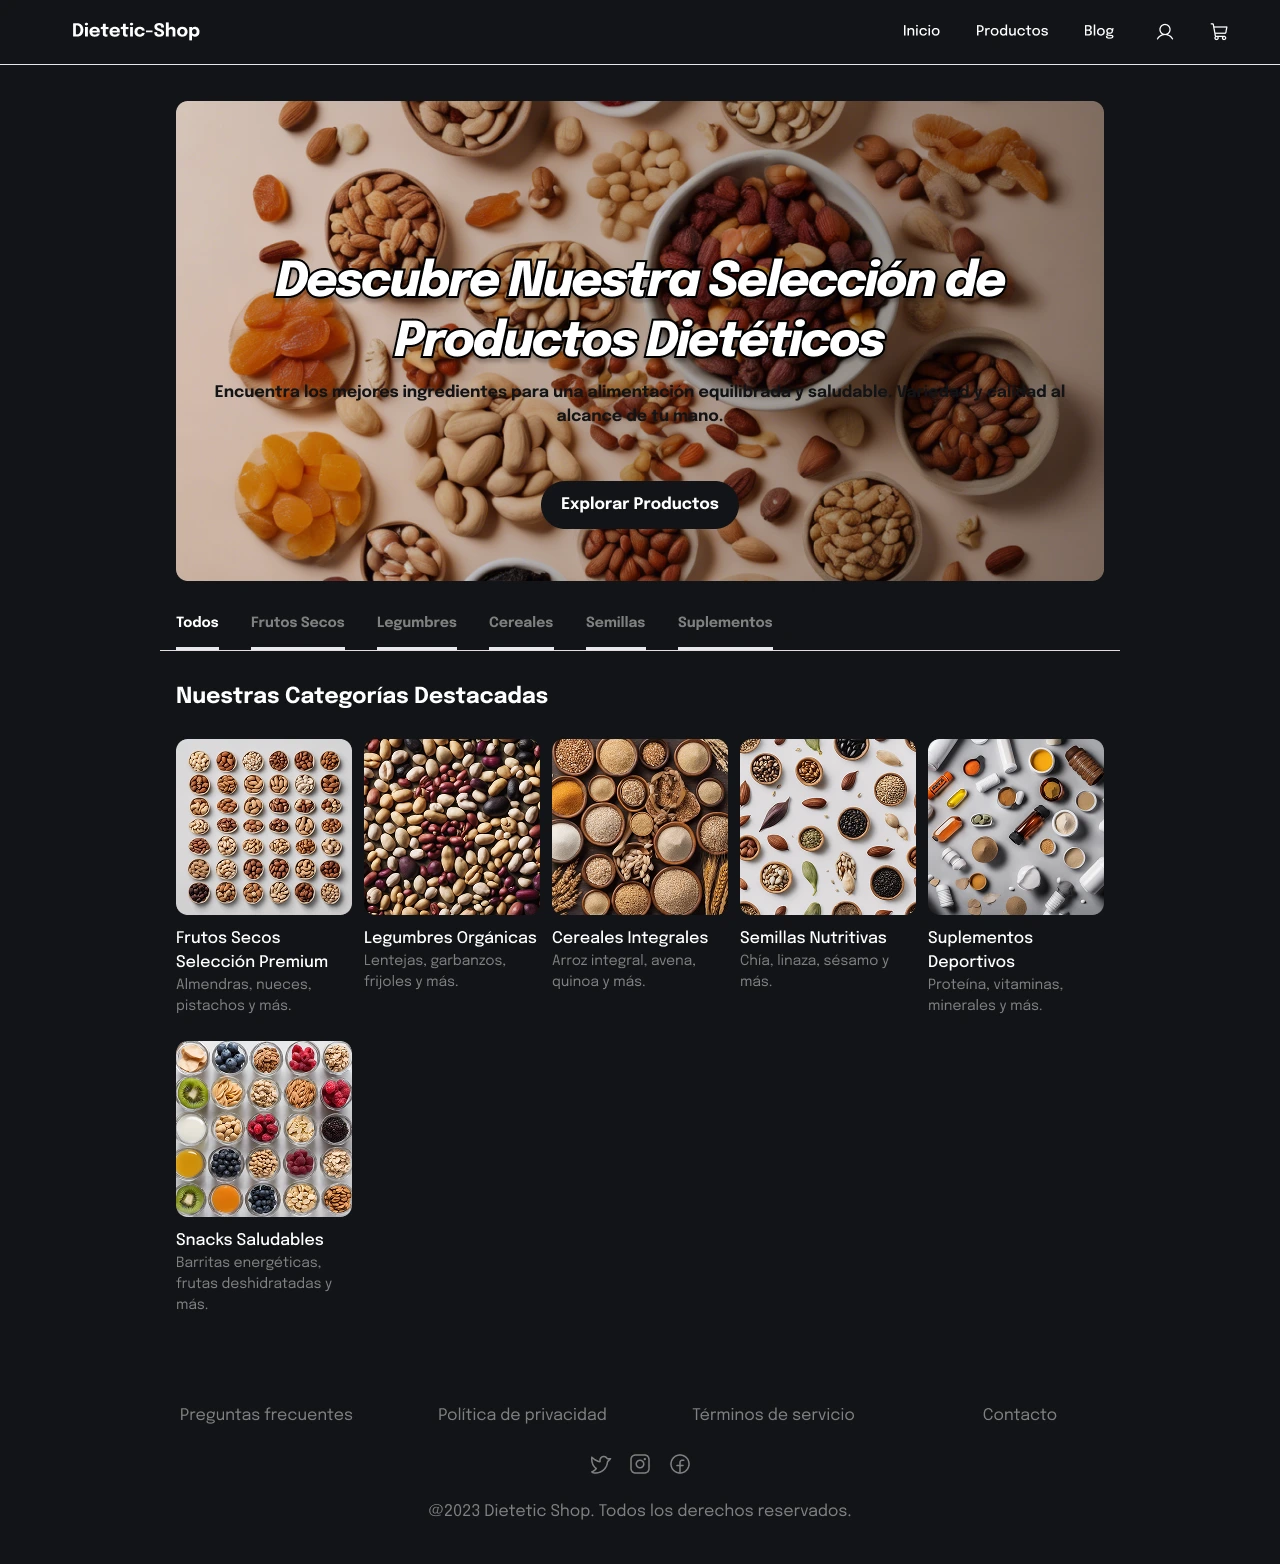 Dietetic-Shop
Inicio
Productos
Blog
Descubre Nuestra Selección de
Productos Dietéticos
Encuentra los mejores ingredientes para una alimentación equilibrada y saludable. Variedad y calidad al
alcance de tu mano.
Explorar Productos
Todos
Frutos Secos
Legumbres
Cereales
Semillas
Suplementos
Nuestras Categorías Destacadas
Frutos Secos
Selección Premium
Almendras, nueces,
pistachos y más.
Legumbres Orgánicas
Lentejas, garbanzos,
frijoles y más.
Cereales Integrales
Arroz integral, avena,
quinoa y más.
Semillas Nutritivas
Chía, linaza, sésamo y
más.
Suplementos
Deportivos
Proteína, vitaminas,
minerales y más.
Snacks Saludables
Barritas energéticas,
frutas deshidratadas y
más.
Preguntas frecuentes
Política de privacidad
Términos de servicio
Contacto
@2023 Dietetic Shop. Todos los derechos reservados.